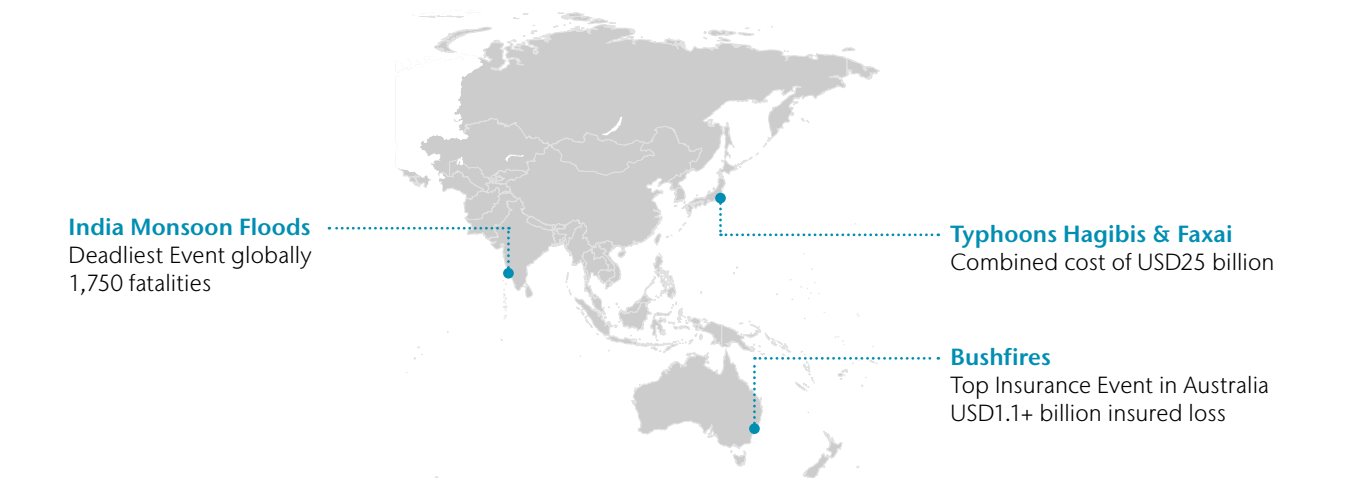 India Monsoon Floods
Deadliest Event globally
1,750 fatalities
Typhoons Hagibis & Faxai
Combined cost of USD25 billion
Bushfires
Top Insurance Event in Australia
USD1.1+ billion insured loss